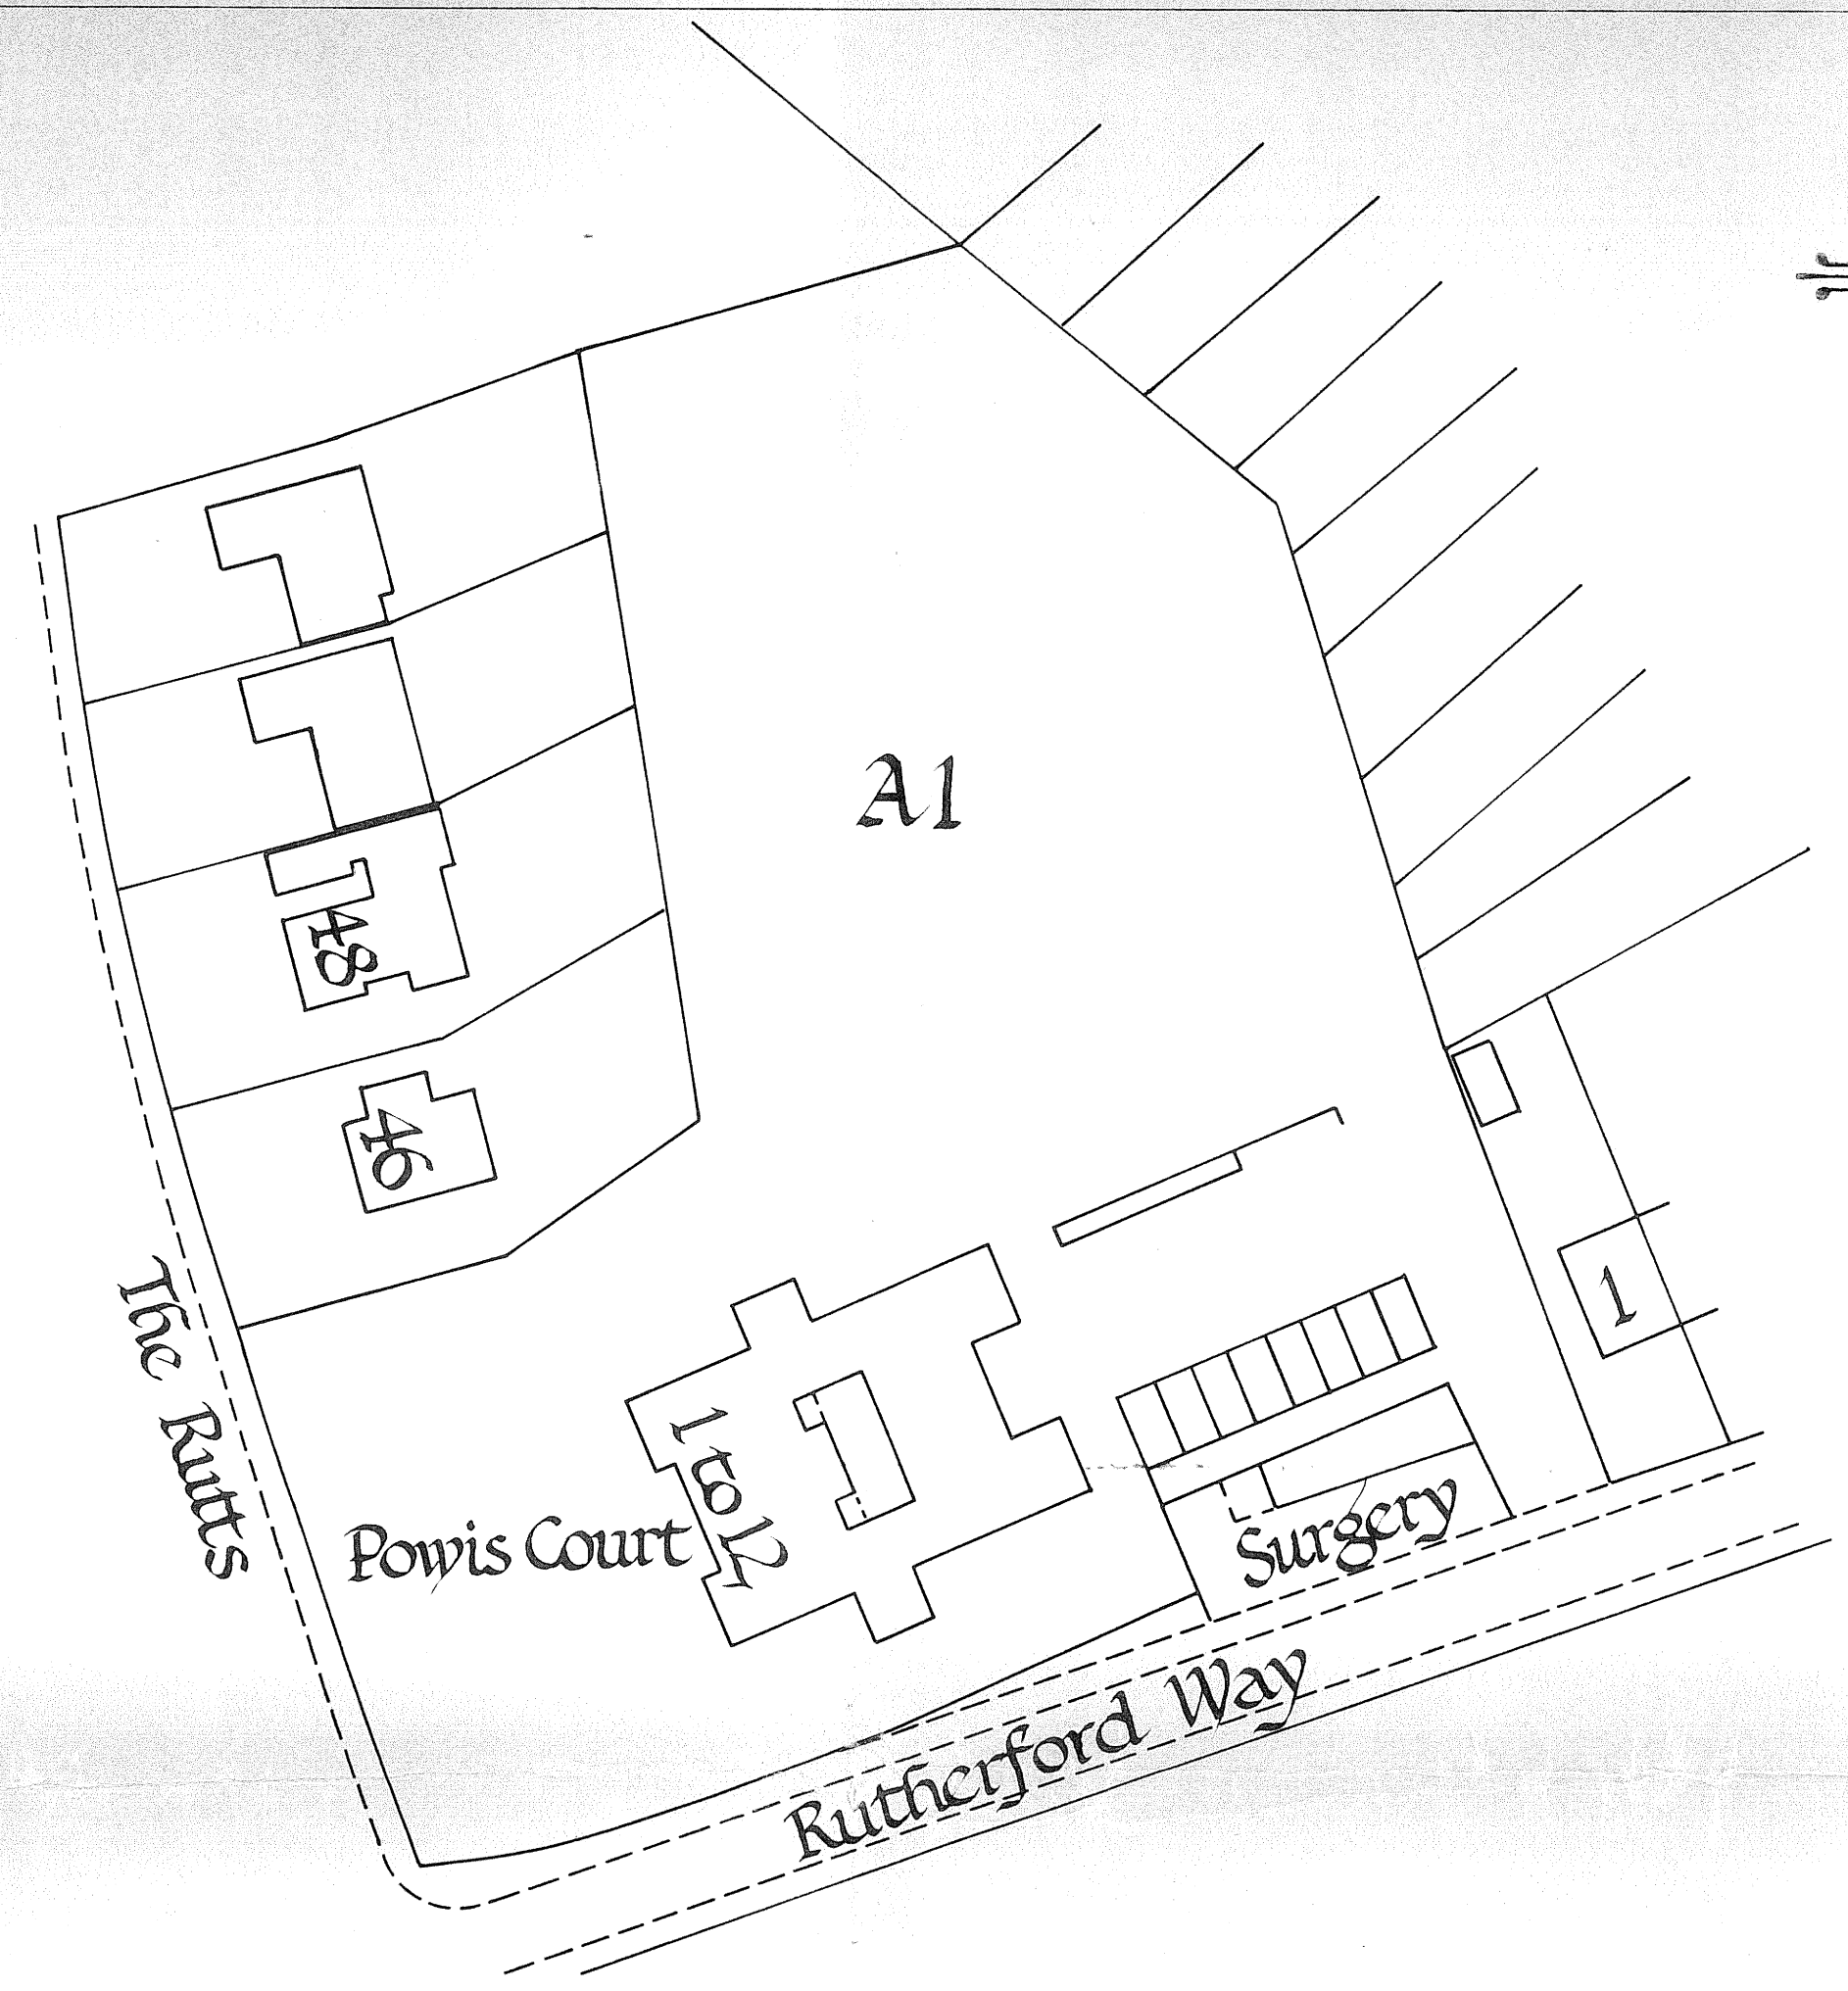 A1
48
46
The Rutts
1 to 12
Powis Court
1
Surgery
Rutherford Way